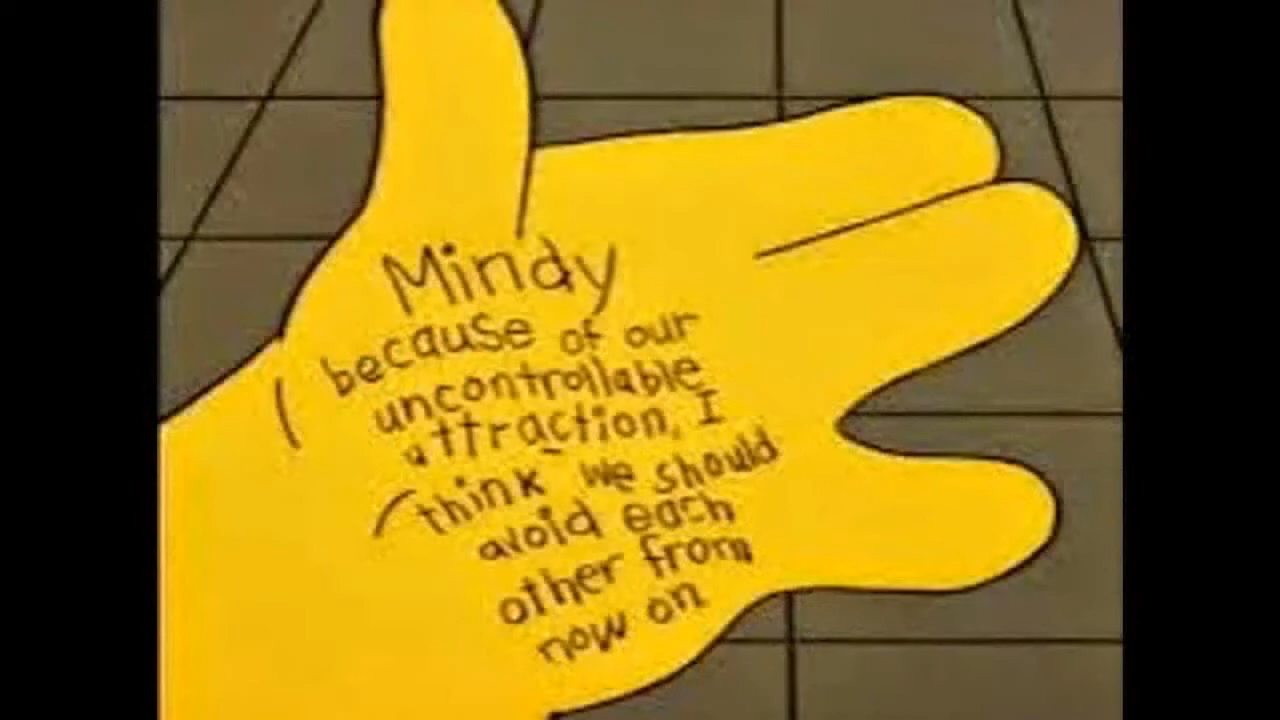 Mindy
because of our
uncontrollable
attraction, I
think we should
avoid each
other from
now on